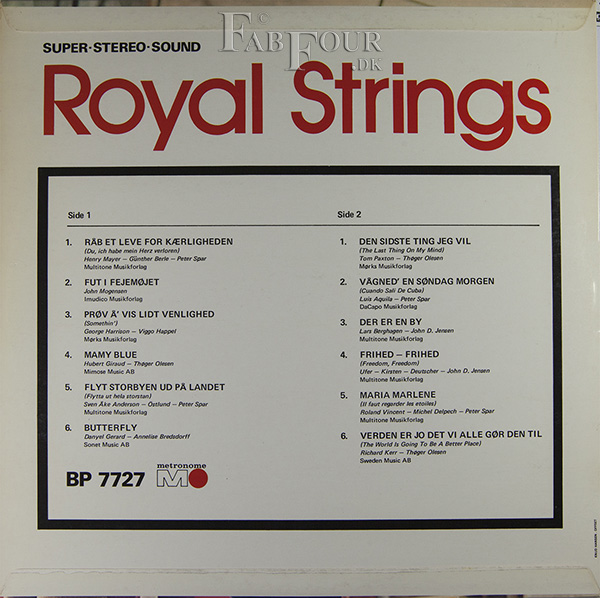 © FabFour .DK
SUPER·STEREO·SOUND
Royal Strings
Side 1
1. RÅB ET LEVE FOR KÆRLIGHEDEN
(Du, ich habe mein Herz verloren)
Henry Mayer – Günther Berle – Peter Spar
Multitone Musikforlag
2. FUT I FEJEMØJET
John Mogensen
Imudico Musikforlag
3. PRØV Å' VIS LIDT VENLIGHED
(Somethin')
George Harrison – Viggo Happel
Mørks Musikforlag
4. MAMY BLUE
Hubert Giraud – Thøger Olesen
Mimose Music AB
5. FLYT STORBYEN UD PÅ LANDET
(Flytta ut hela storstan)
Sven Åke Anderson – Östlund – Peter Spar
Multitone Musikforlag
6. BUTTERFLY
Danyel Gerard – Anneliae Bredsdorff
Sonet Music AB
Side 2
1. DEN SIDSTE TING JEG VIL
(The Last Thing On My Mind)
Tom Paxton – Thøger Olesen
Mørks Musikforlag
2. VÅGNED' EN SØNDAG MORGEN
(Cuando Sali De Cuba)
Luis Aquila – Peter Spar
DaCapo Musikforlag
3. DER ER EN BY
Lars Berghagen – John D. Jensen
Multitone Musikforlag
4. FRIHED – FRIHED
(Freedom, Freedom)
Ufer – Kirsten – Deutscher – John D. Jensen
Multitone Musikforlag
5. MARIA MARLENE
(Il faut regarder les etoiles)
Roland Vincent – Michel Delpech – Peter Spar
Multitone Musikforlag
6. VERDEN ER JO DET VI ALLE GØR DEN TIL
(The World Is Going To Be A Better Place)
Richard Kerr – Thøger Olesen
Sweden Music AB
BP 7727
metronome